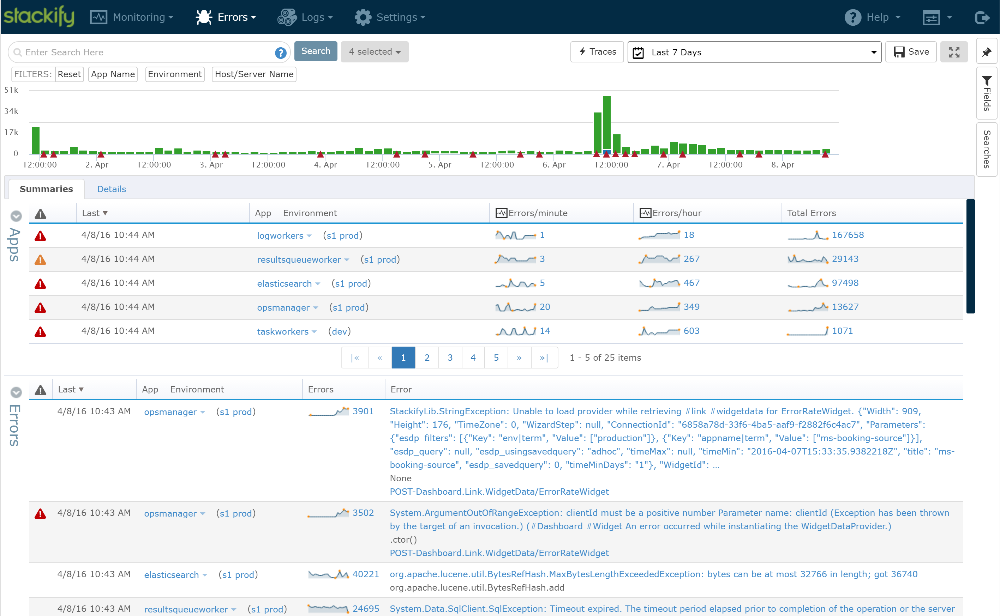 stackify Monitoring Errors Logs Settings ? Help
Enter Search Here ? Search 4 selected Traces Last 7 Days Save
FILTERS: Reset App Name Environment Host/Server Name
Fields
Searches
51k
34k
17k
0
12:00:00 2. Apr 12:00:00 3. Apr 12:00:00 4. Apr 12:00:00 5. Apr 12:00:00 6. Apr 12:00:00 7. Apr 12:00:00 8. Apr
Summaries Details
Apps
Last App Environment Errors/minute Errors/hour Total Errors
4/8/16 10:44 AM logworkers (s1 prod) 1 18 167658
4/8/16 10:44 AM resultsqueueworker (s1 prod) 3 267 29143
4/8/16 10:44 AM elasticsearch (s1 prod) 5 467 97498
4/8/16 10:44 AM opsmanager (s1 prod) 20 349 13627
4/8/16 10:44 AM taskworkers (dev) 14 603 1071
|« « 1 2 3 4 5 » »| 1 - 5 of 25 items
Errors
Last App Environment Errors Error
4/8/16 10:43 AM opsmanager (s1 prod) 3901 StackifyLib.StringException: Unable to load provider while retrieving #link #widgetdata for ErrorRateWidget. {"Width": 909,
"Height": 176, "TimeZone": 0, "WizardStep": null, "ConnectionId": "6858a78d-33f6-4ba5-aaf9-f2882f6c4ac7", "Parameters":
{"esdp_filters": [{"Key": "env|term", "Value": ["production"]}, {"Key": "appname|term", "Value": ["ms-booking-source"]}],
"esdp_query": null, "esdp_usingsavedquery": "adhoc", "timeMax": null, "timeMin": "2016-04-07T15:33:35.9382218Z", "title": "ms-
booking-source", "esdp_savedquery": 0, "timeMinDays": "1"}, "WidgetId": ...
None
POST-Dashboard.Link.WidgetData/ErrorRateWidget
4/8/16 10:43 AM opsmanager (s1 prod) 3502 System.ArgumentOutOfRangeException: clientId must be a positive number Parameter name: clientId (Exception has been thrown
by the target of an invocation.) (#Dashboard #Widget An error occurred while instantiating the WidgetDataProvider.)
.ctor()
POST-Dashboard.Link.WidgetData/ErrorRateWidget
4/8/16 10:43 AM elasticsearch (s1 prod) 40221 org.apache.lucene.util.BytesRefHash.MaxBytesLengthExceededException: bytes can be at most 32766 in length; got 36740
org.apache.lucene.util.BytesRefHash.add
4/8/16 10:43 AM resultsqueueworker (s1 prod) 24695 System.Data.SqlClient.SqlException: Timeout expired. The timeout period elapsed prior to completion of the operation or the server